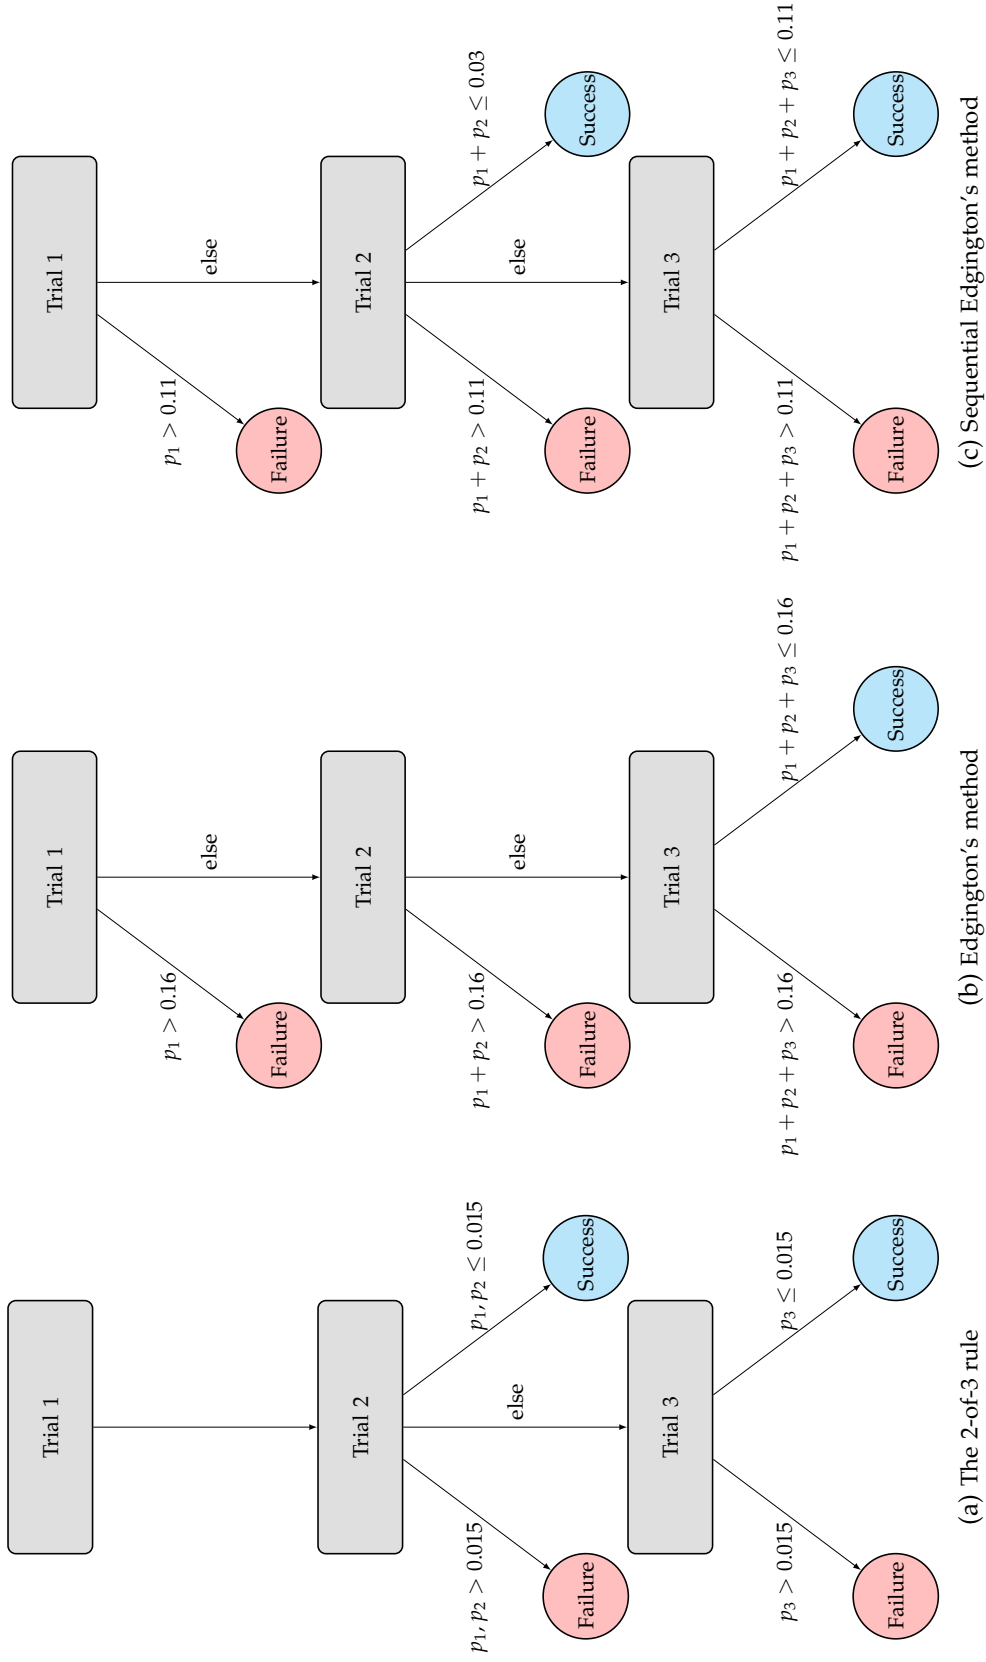 Trial 1
Trial 2
p₁, p₂ > 0.015
p₁, p₂ ≤ 0.015
Failure
else
Success
Trial 3
p₃ > 0.015
p₃ ≤ 0.015
Failure
Success
(a) The 2-of-3 rule
Trial 1
p₁ > 0.16
else
Failure
Trial 2
p₁ + p₂ > 0.16
else
Failure
Trial 3
p₁ + p₂ + p₃ > 0.16
p₁ + p₂ + p₃ ≤ 0.16
Failure
Success
(b) Edgington's method
Trial 1
p₁ > 0.11
else
Failure
Trial 2
p₁ + p₂ > 0.11
p₁ + p₂ ≤ 0.03
else
Failure
Success
Trial 3
p₁ + p₂ + p₃ > 0.11
p₁ + p₂ + p₃ ≤ 0.11
Failure
Success
(c) Sequential Edgington's method